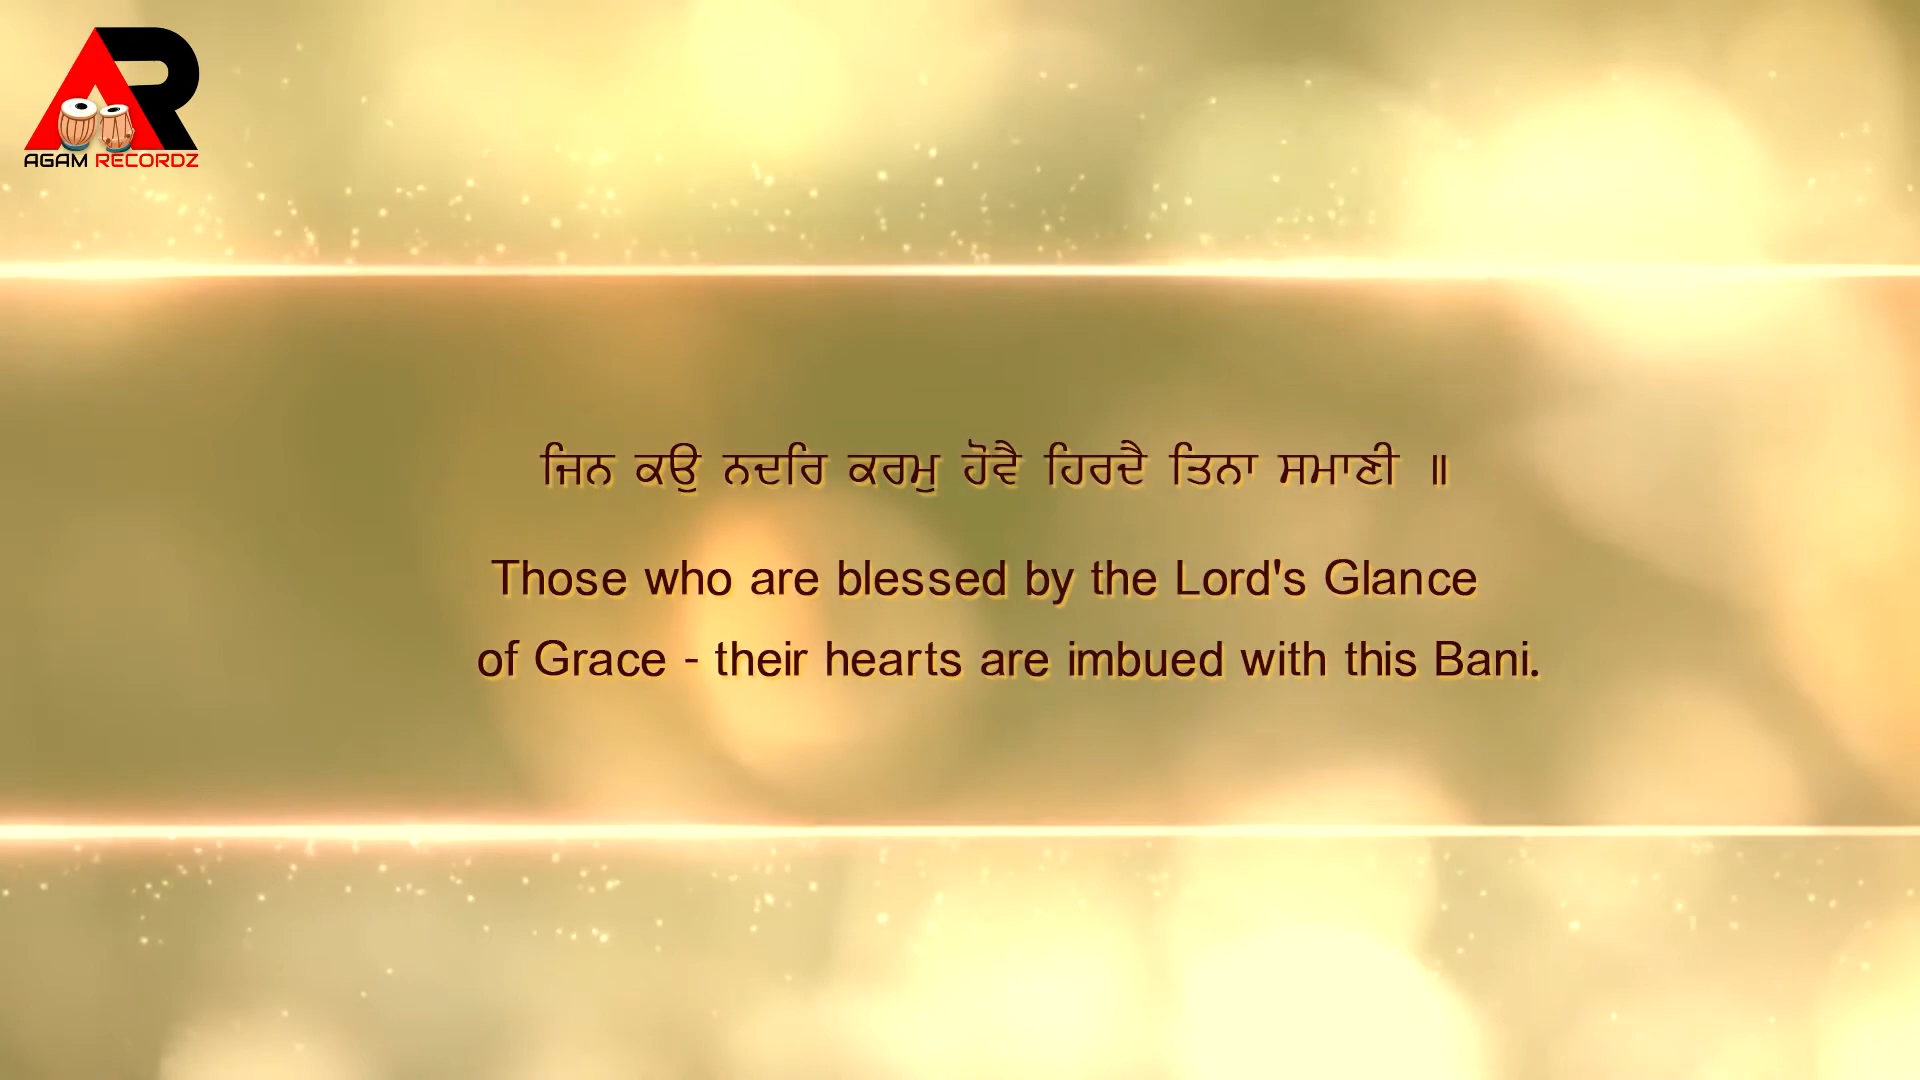 AGAM RECORDZ
ਜਿਨ ਕਉ ਨਦਰਿ ਕਰਮੁ ਹੋਵੈ ਹਿਰਦੈ ਤਿਨਾ ਸਮਾਣੀ ॥
Those who are blessed by the Lord's Glance
of Grace - their hearts are imbued with this Bani.